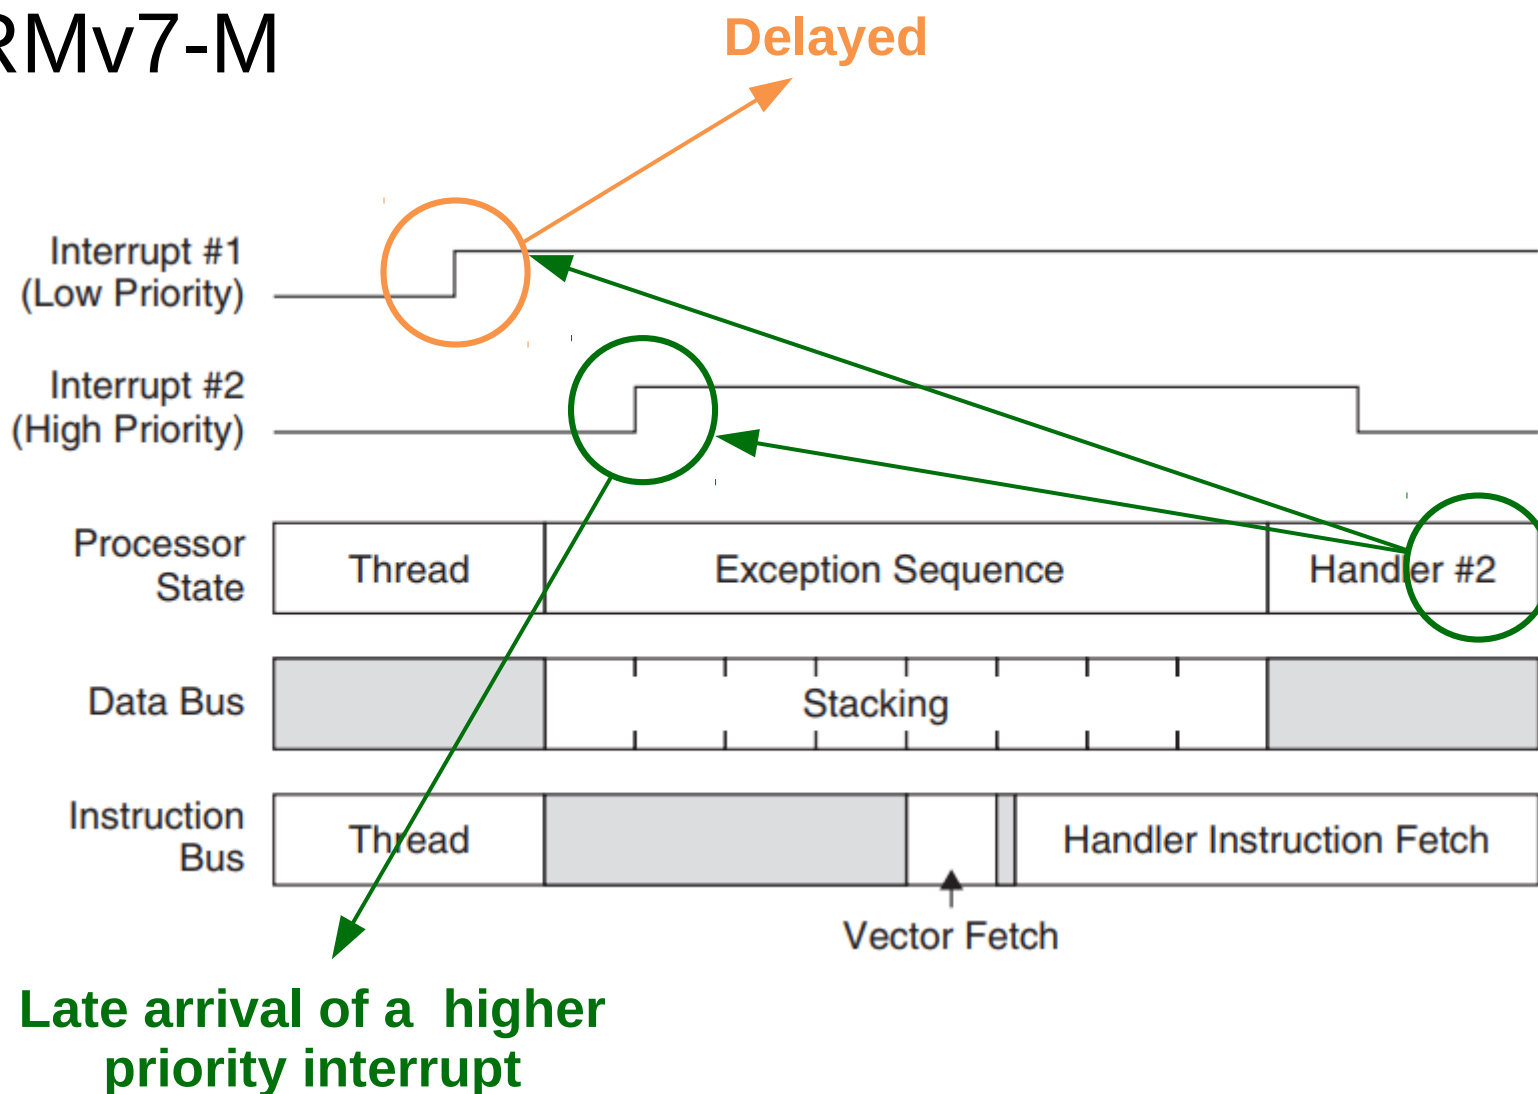 RMv7-M
Delayed
Interrupt #1
(Low Priority)
Interrupt #2
(High Priority)
Processor
State
Thread
Exception Sequence
Handler #2
Data Bus
Stacking
Instruction
Bus
Thread
Handler Instruction Fetch
Vector Fetch
Late arrival of a higher
priority interrupt